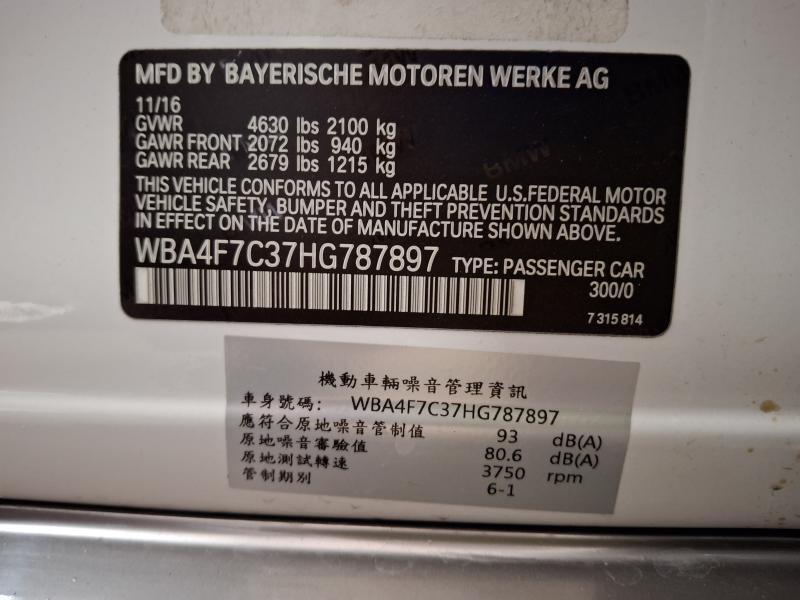 MFD BY BAYERISCHE MOTOREN WERKE AG
11/16
GVWR 4630 lbs 2100 kg
GAWR FRONT 2072 lbs 940 kg
GAWR REAR 2679 lbs 1215 kg
THIS VEHICLE CONFORMS TO ALL APPLICABLE U.S.FEDERAL MOTOR
VEHICLE SAFETY, BUMPER AND THEFT PREVENTION STANDARDS
IN EFFECT ON THE DATE OF MANUFACTURE SHOWN ABOVE.
WBA4F7C37HG787897 TYPE: PASSENGER CAR
300/0
7 315 814
機動車輛噪音管理資訊
車身號碼: WBA4F7C37HG787897
應符合原地噪音管制值 93 dB(A)
原地噪音審驗值 80.6 dB(A)
原地測試轉速 3750 rpm
管制期別 6-1